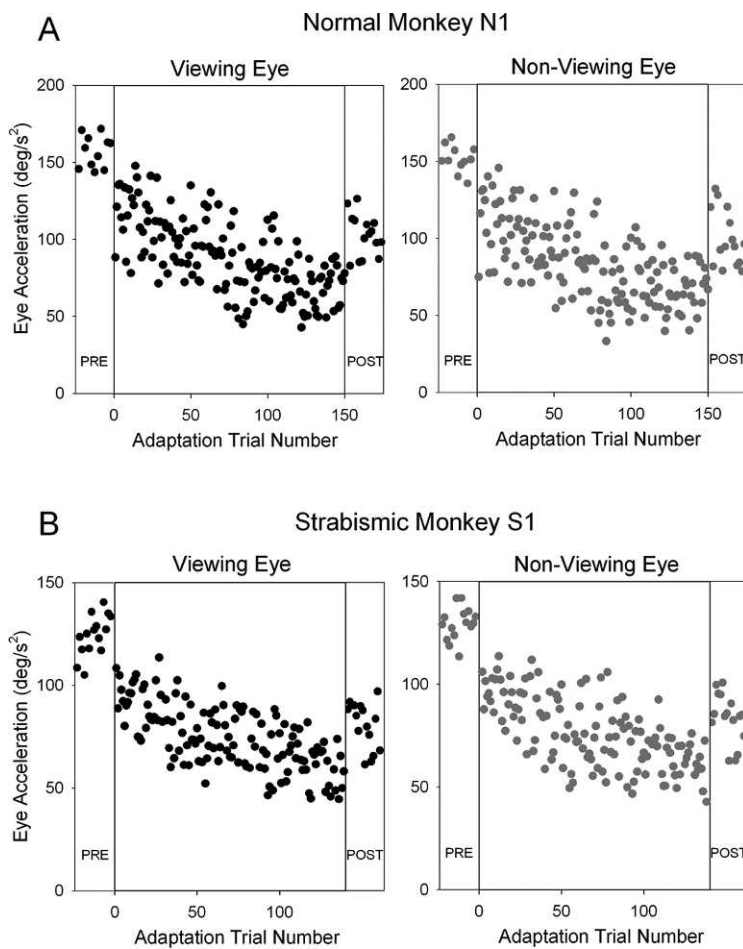 A
Normal Monkey N1
Viewing Eye
Non-Viewing Eye
Eye Acceleration (deg/s²)
200
150
100
50
0
PRE
POST
0
50
100
150
Adaptation Trial Number
200
150
100
50
0
PRE
POST
0
50
100
150
Adaptation Trial Number
B
Strabismic Monkey S1
Viewing Eye
Non-Viewing Eye
Eye Acceleration (deg/s²)
150
100
50
0
PRE
POST
0
50
100
Adaptation Trial Number
150
100
50
0
PRE
POST
0
50
100
Adaptation Trial Number